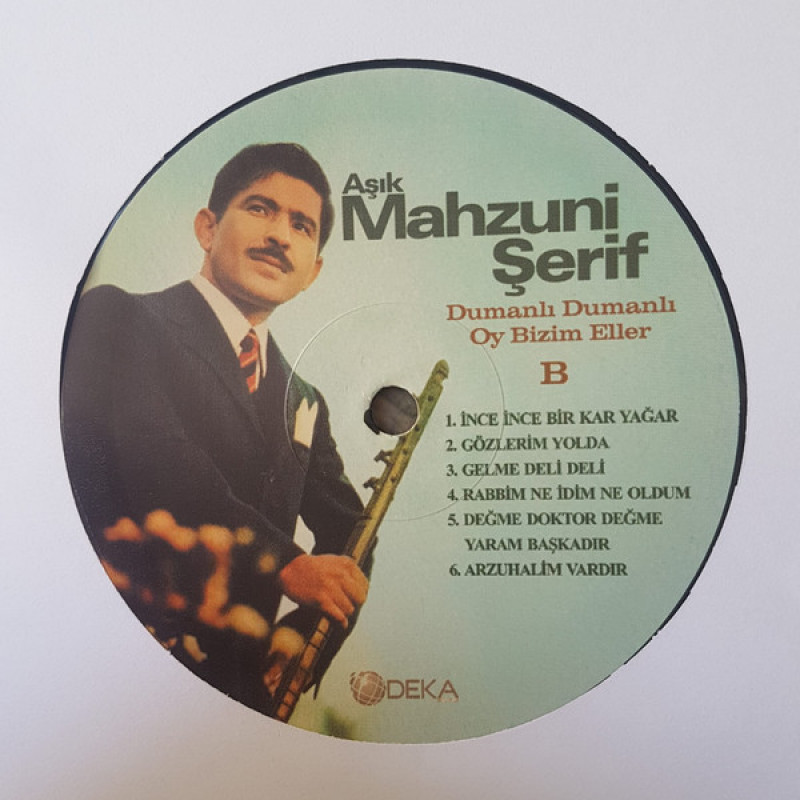 Aşık
Mahzuni
Şerif
Dumanlı Dumanlı
Oy Bizim Eller
B
1. İNCE İNCE BİR KAR YAĞAR
2. GÖZLERİM YOLDA
3. GELME DELİ DELİ
4. RABBİM NE İDİM NE OLDUM
5. DEĞME DOKTOR DEĞME
YARAM BAŞKADIR
6. ARZUHALİM VARDIR
DEKA